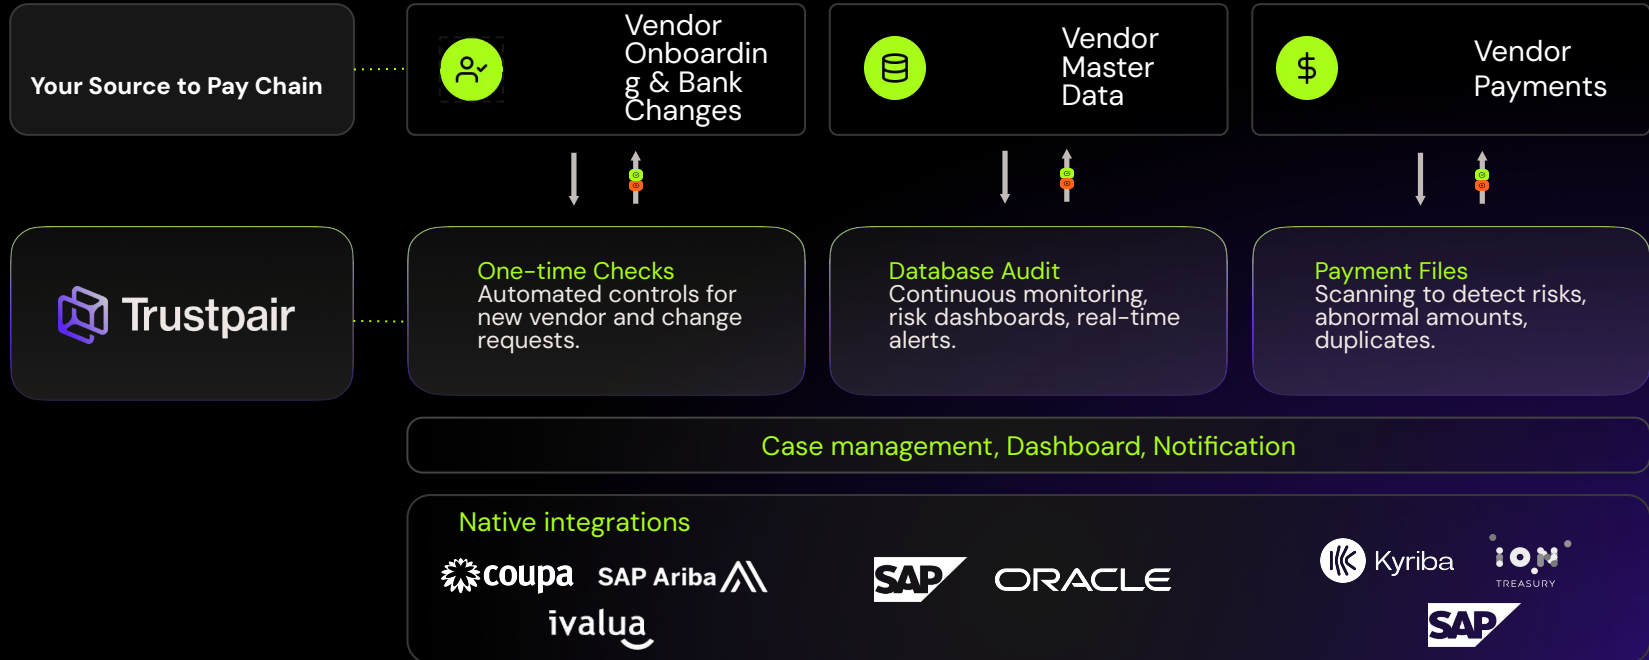 Your Source to Pay Chain
Vendor
Onboardin
g & Bank
Changes
Vendor
Master
Data
Vendor
Payments
Trustpair
One-time Checks
Automated controls for
new vendor and change
requests.
Database Audit
Continuous monitoring,
risk dashboards, real-time
alerts.
Payment Files
Scanning to detect risks,
abnormal amounts,
duplicates.
Case management, Dashboard, Notification
Native integrations
coupa
SAP Ariba
ivalua
SAP
ORACLE
Kyriba
iON
TREASURY
SAP